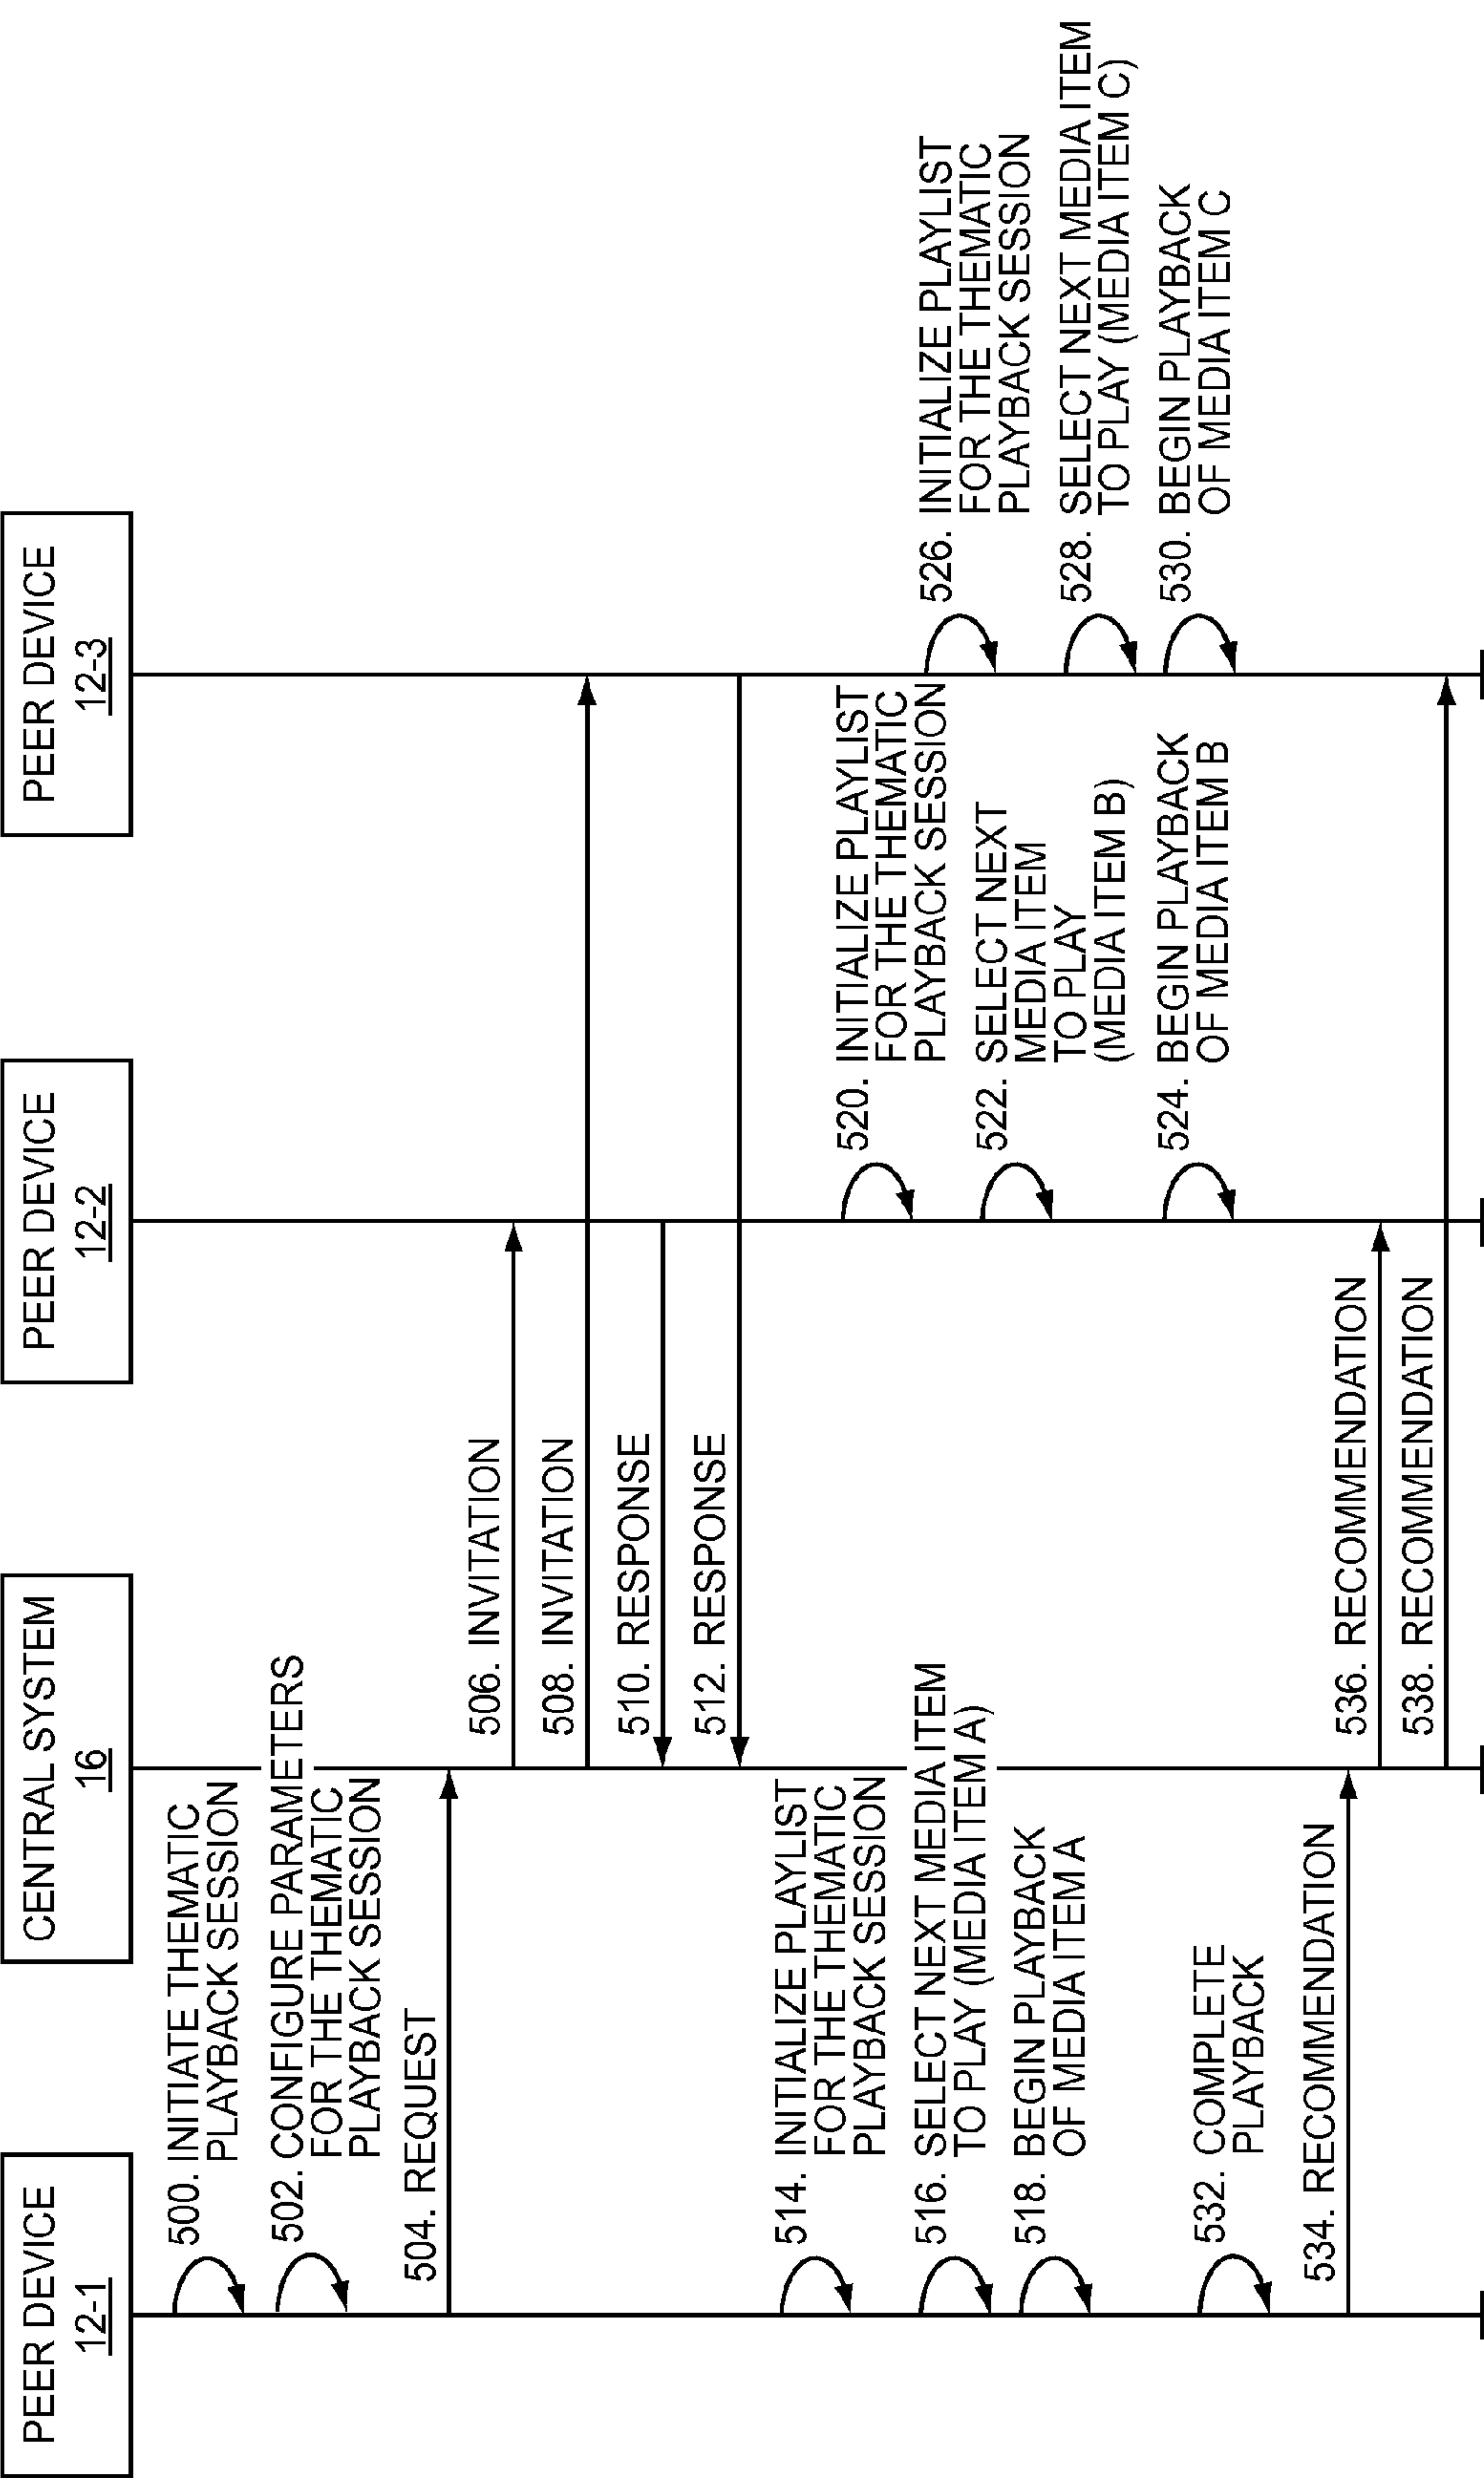 PEER DEVICE
12-1
CENTRAL SYSTEM
16
PEER DEVICE
12-2
PEER DEVICE
12-3
500. INITIATE THEMATIC
PLAYBACK SESSION
502. CONFIGURE PARAMETERS
FOR THE THEMATIC
PLAYBACK SESSION
504. REQUEST
506. INVITATION
508. INVITATION
510. RESPONSE
512. RESPONSE
514. INITIALIZE PLAYLIST
FOR THE THEMATIC
PLAYBACK SESSION
516. SELECT NEXT MEDIA ITEM
TO PLAY (MEDIA ITEM A)
518. BEGIN PLAYBACK
OF MEDIA ITEM A
520. INITIALIZE PLAYLIST
FOR THE THEMATIC
PLAYBACK SESSION
522. SELECT NEXT
MEDIA ITEM
TO PLAY
(MEDIA ITEM B)
524. BEGIN PLAYBACK
OF MEDIA ITEM B
526. INITIALIZE PLAYLIST
FOR THE THEMATIC
PLAYBACK SESSION
528. SELECT NEXT MEDIA ITEM
TO PLAY (MEDIA ITEM C)
530. BEGIN PLAYBACK
OF MEDIA ITEM C
532. COMPLETE
PLAYBACK
534. RECOMMENDATION
536. RECOMMENDATION
538. RECOMMENDATION